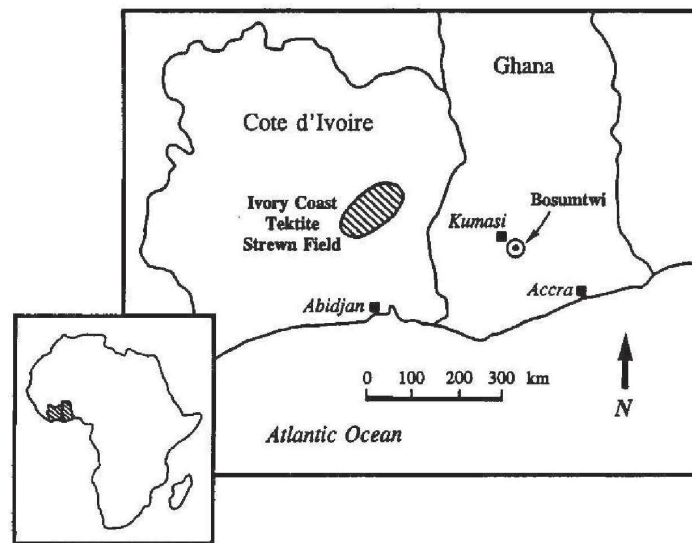 Ghana
Cote d'Ivoire
Ivory Coast
Tektite
Strewn Field
Kumasi
Bosumtwi
Abidjan
Accra
0 100 200 300 km
N
Atlantic Ocean